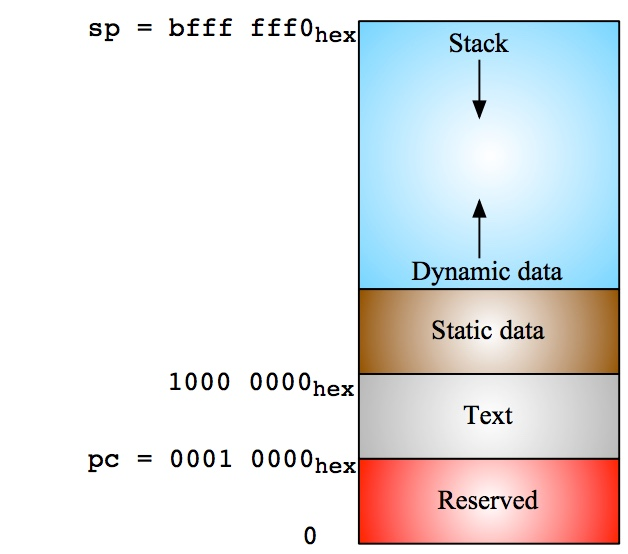 sp = bfff fff0hex
Stack
Dynamic data
Static data
1000 0000hex
Text
pc = 0001 0000hex
Reserved
0